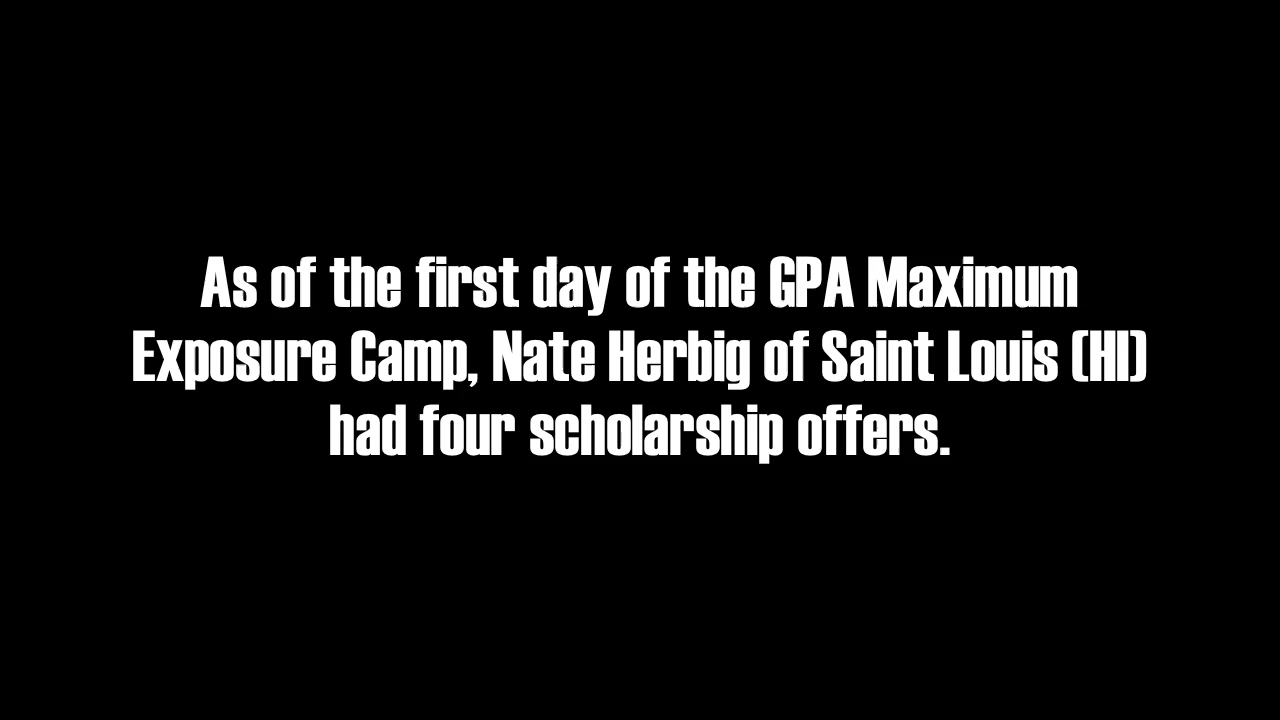 As of the first day of the GPA Maximum
Exposure Camp, Nate Herbig of Saint Louis (HI)
had four scholarship offers.